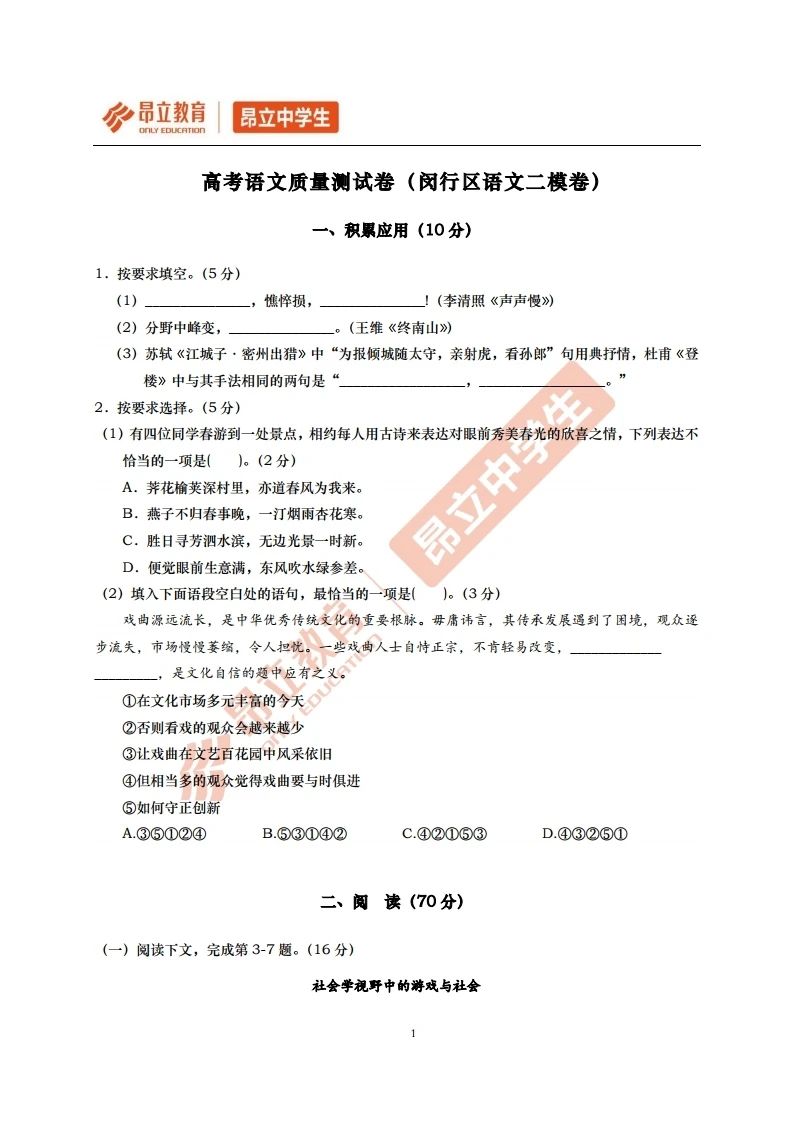 昂立教育
ONLY EDUCATION
昂立中学生
高考语文质量测试卷（闵行区语文二模卷）
一、积累应用（10 分）
1．按要求填空。（5 分）
（1）_______________，憔悴损，_______________!（李清照《声声慢》）
（2）分野中峰变，_______________。（王维《终南山》）
（3）苏轼《江城子·密州出猎》中“为报倾城随太守，亲射虎，看孙郎”句用典抒情，杜甫《登
楼》中与其手法相同的两句是“__________________，__________________。”
2．按要求选择。（5 分）
（1）有四位同学春游到一处景点，相约每人用古诗来表达对眼前秀美春光的欣喜之情，下列表达不
恰当的一项是(　　)。（2 分）
A．荠花榆荚深村里，亦道春风为我来。
B．燕子不归春事晚，一汀烟雨杏花寒。
C．胜日寻芳泗水滨，无边光景一时新。
D．便觉眼前生意满，东风吹水绿参差。
（2）填入下面语段空白处的语句，最恰当的一项是(　　)。（3 分）
戏曲源远流长，是中华优秀传统文化的重要根脉。毋庸讳言，其传承发展遇到了困境，观众逐
步流失，市场慢慢萎缩，令人担忧。一些戏曲人士自恃正宗，不肯轻易改变，_____________
_________，是文化自信的题中应有之义。
①在文化市场多元丰富的今天
②否则看戏的观众会越来越少
③让戏曲在文艺百花园中风采依旧
④但相当多的观众觉得戏曲要与时俱进
⑤如何守正创新
A.③⑤①②④　　B.⑤③①④②　　C.④②①⑤③　　D.④③②⑤①
昂立教育
ONLY EDUCATION
昂立中学生
二、阅　读（70 分）
（一）阅读下文，完成第 3-7 题。（16 分）
社会学视野中的游戏与社会
1